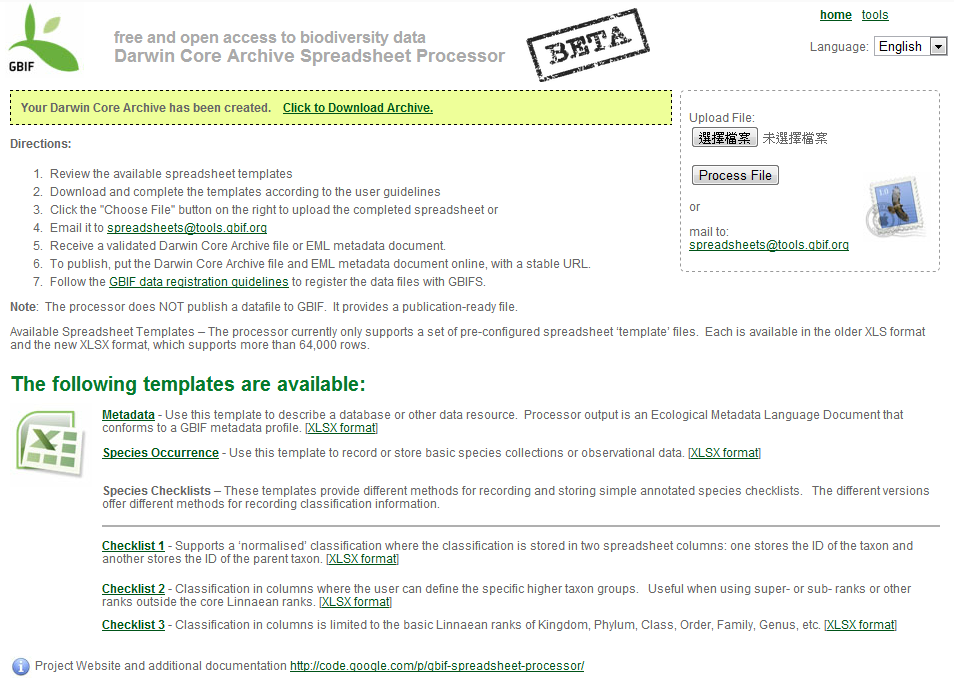 home tools
GBIF
free and open access to biodiversity data
Darwin Core Archive Spreadsheet Processor
BETA
Language: English
Your Darwin Core Archive has been created. Click to Download Archive.
Directions:
1. Review the available spreadsheet templates
2. Download and complete the templates according to the user guidelines
3. Click the "Choose File" button on the right to upload the completed spreadsheet or
4. Email it to spreadsheets@tools.gbif.org
5. Receive a validated Darwin Core Archive file or EML metadata document.
6. To publish, put the Darwin Core Archive file and EML metadata document online, with a stable URL.
7. Follow the GBIF data registration guidelines to register the data files with GBIFS.
Upload File:
選擇檔案 未選擇檔案
Process File
or
mail to:
spreadsheets@tools.gbif.org
1.0
Note: The processor does NOT publish a datafile to GBIF. It provides a publication-ready file.
Available Spreadsheet Templates – The processor currently only supports a set of pre-configured spreadsheet ‘template’ files. Each is available in the older XLS format
and the new XLSX format, which supports more than 64,000 rows.
The following templates are available:
Metadata - Use this template to describe a database or other data resource. Processor output is an Ecological Metadata Language Document that
conforms to a GBIF metadata profile. [XLSX format]
Species Occurrence - Use this template to record or store basic species collections or observational data. [XLSX format]
Species Checklists – These templates provide different methods for recording and storing simple annotated species checklists. The different versions
offer different methods for recording classification information.
Checklist 1 - Supports a ‘normalised’ classification where the classification is stored in two spreadsheet columns: one stores the ID of the taxon and
another stores the ID of the parent taxon. [XLSX format]
Checklist 2 - Classification in columns where the user can define the specific higher taxon groups. Useful when using super- or sub- ranks or other
ranks outside the core Linnaean ranks. [XLSX format]
Checklist 3 - Classification in columns is limited to the basic Linnaean ranks of Kingdom, Phylum, Class, Order, Family, Genus, etc. [XLSX format]
Project Website and additional documentation http://code.google.com/p/gbif-spreadsheet-processor/